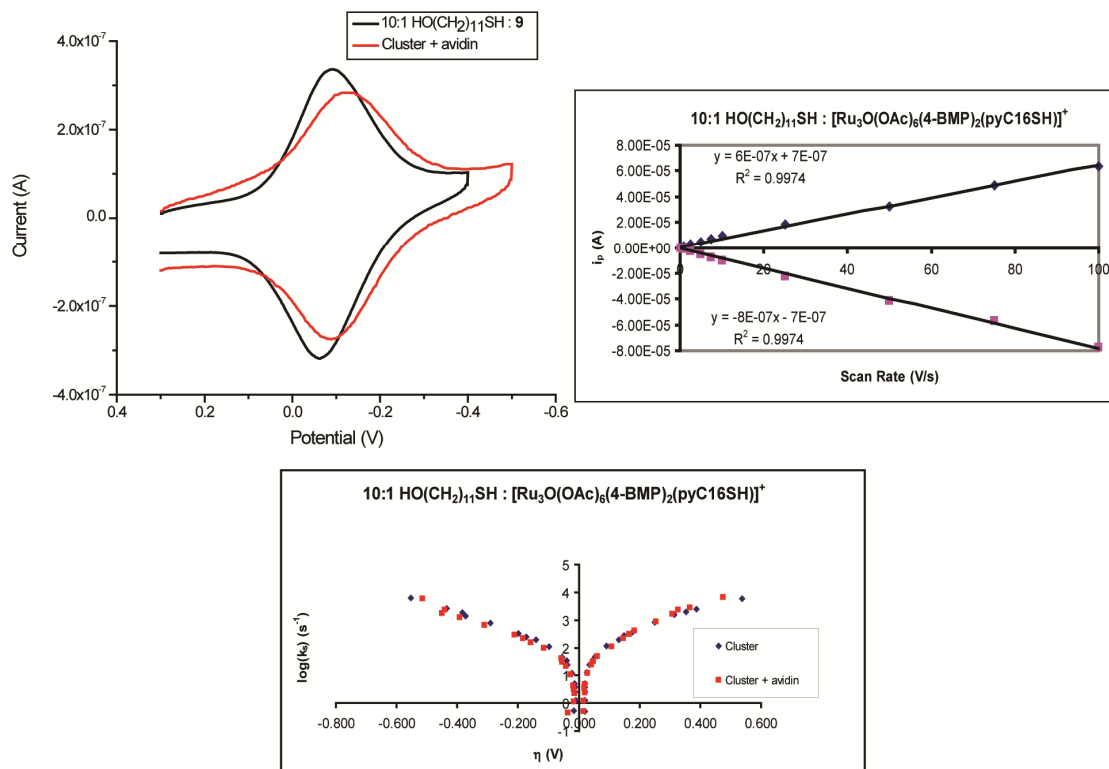 10:1 HO(CH2)11SH : 9
Cluster + avidin
4.0x10-7
2.0x10-7
0.0
-2.0x10-7
-4.0x10-7
Current (A)
0.4 0.2 0.0 -0.2 -0.4 -0.6
Potential (V)
10:1 HO(CH2)11SH : [Ru3O(OAc)6(4-BMP)2(pyC16SH)]+
y = 6E-07x + 7E-07
R2 = 0.9974
8.00E-05
6.00E-05
4.00E-05
2.00E-05
0.00E+00
-2.00E-05
-4.00E-05
-6.00E-05
-8.00E-05
ip (A)
0 20 40 60 80 100
y = -8E-07x - 7E-07
R2 = 0.9974
Scan Rate (V/s)
10:1 HO(CH2)11SH : [Ru3O(OAc)6(4-BMP)2(pyC16SH)]+
log(ks) (s-1)
5
4
3
2
1
0
-1
Cluster
Cluster + avidin
-0.800 -0.600 -0.400 -0.200 0.000 0.200 0.400 0.600
η (V)